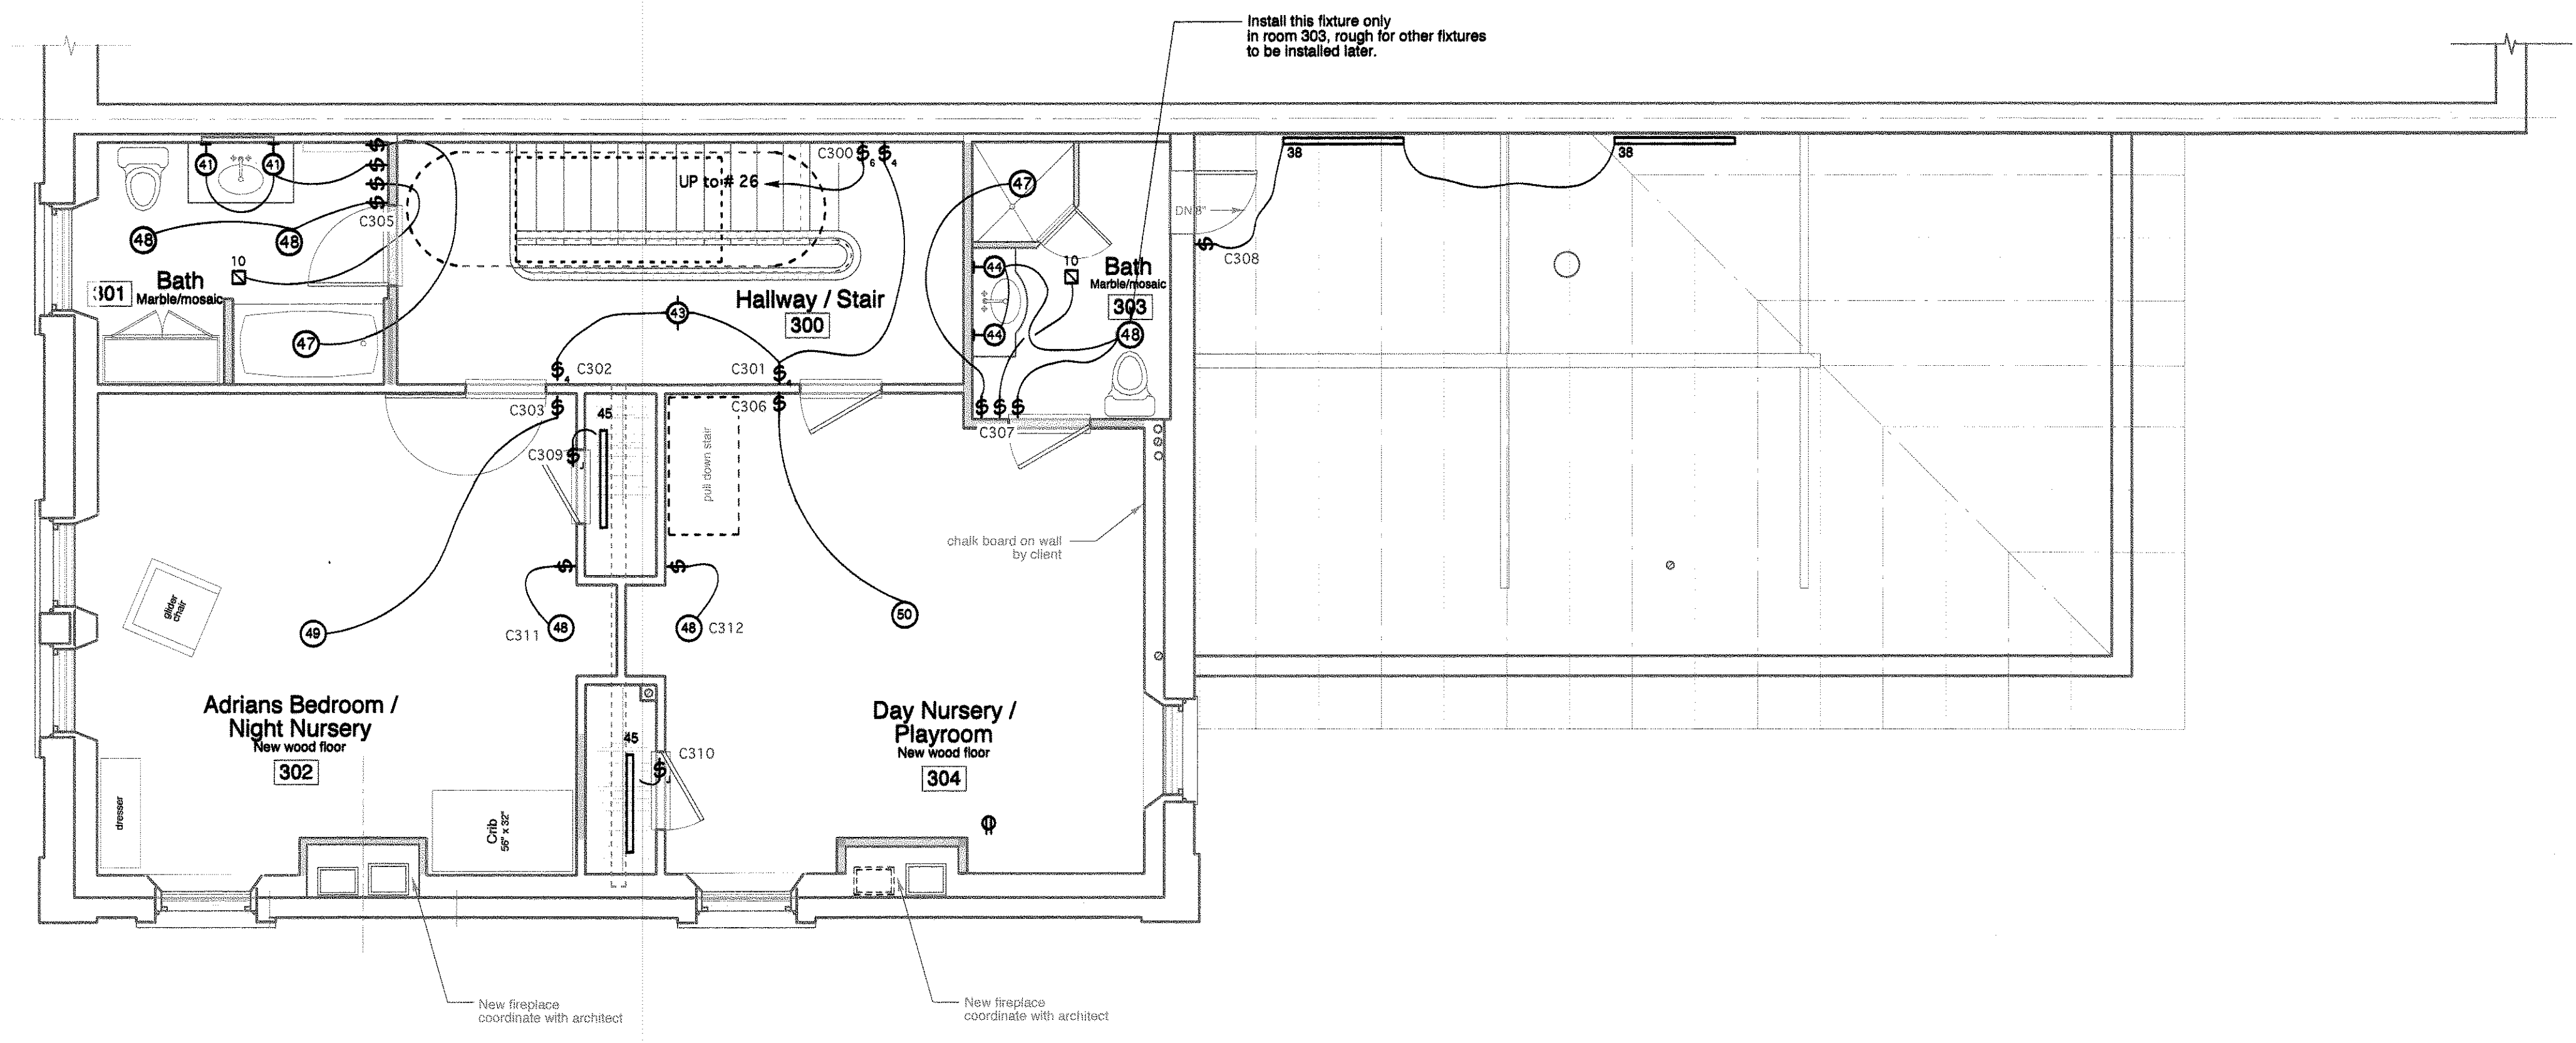 Install this fixture only
in room 303, rough for other fixtures
to be installed later.
38
38
C300
$6
$4
41
41
$
$
$
$
C305
UP to # 26
47
DN 8"
$
C308
48
48
10
Bath
Marble/mosaic
301
47
43
Hallway / Stair
300
44
44
10
Bath
Marble/mosaic
303
48
$4
C302
C301
$4
C303
$
45
C306
$
$ $ $
C307
C309
$
pull down stair
chalk board on wall
by client
$
$
glider
chair
49
C311
48
48
C312
50
Adrians Bedroom /
Night Nursery
New wood floor
302
45
C310
$
Day Nursery /
Playroom
New wood floor
304
dresser
Crib
56" x 32"
New fireplace
coordinate with architect
New fireplace
coordinate with architect